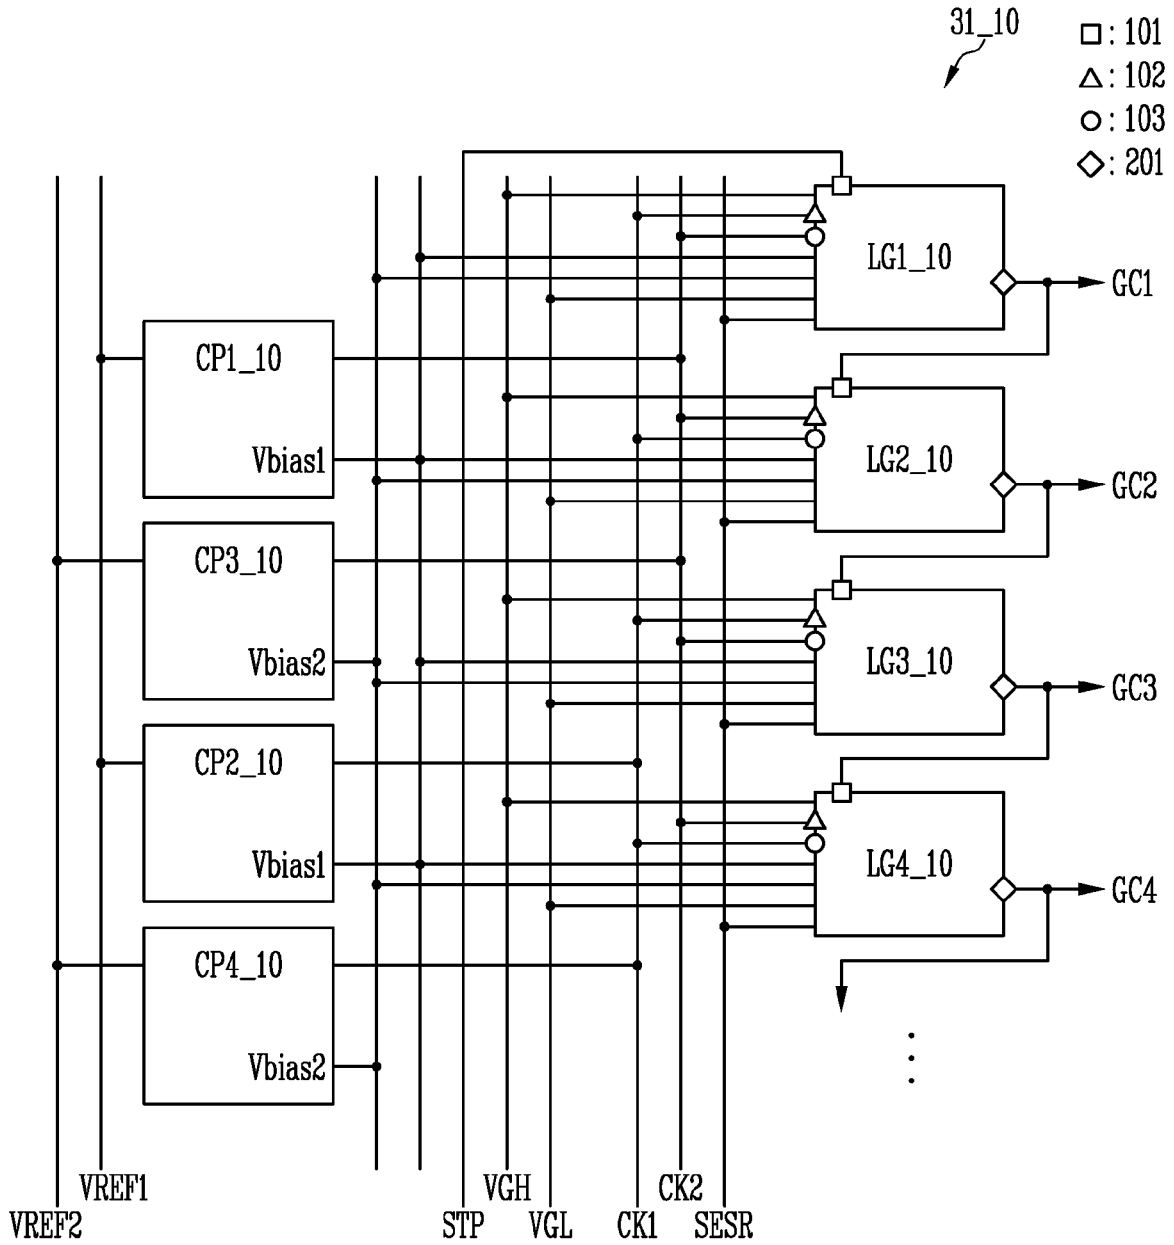 31_10
□ : 101
△ : 102
○ : 103
◇ : 201
LG1_10
GC1
CP1_10
Vbias1
LG2_10
GC2
CP3_10
Vbias2
LG3_10
GC3
CP2_10
Vbias1
LG4_10
GC4
CP4_10
Vbias2
VREF1
VGH
CK2
VREF2
STP
VGL
CK1
SESR